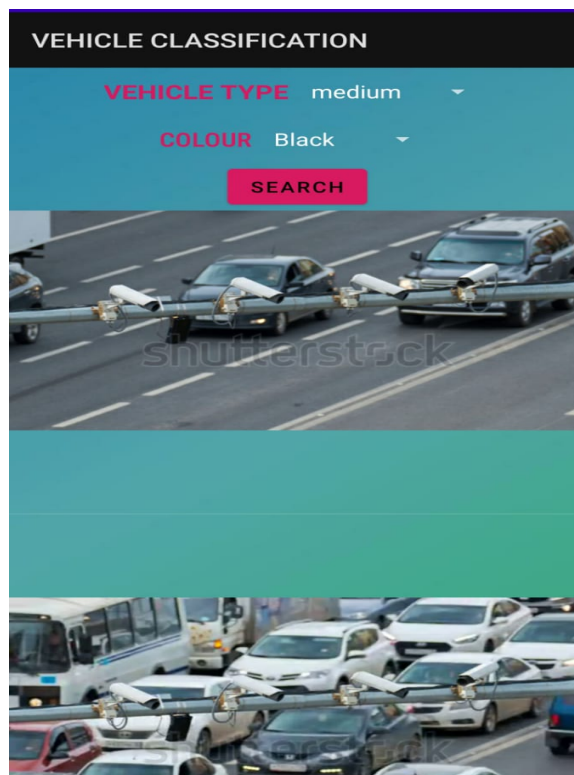 VEHICLE CLASSIFICATION
VEHICLE TYPE medium
COLOUR Black
SEARCH
shutterstock
shutterstock